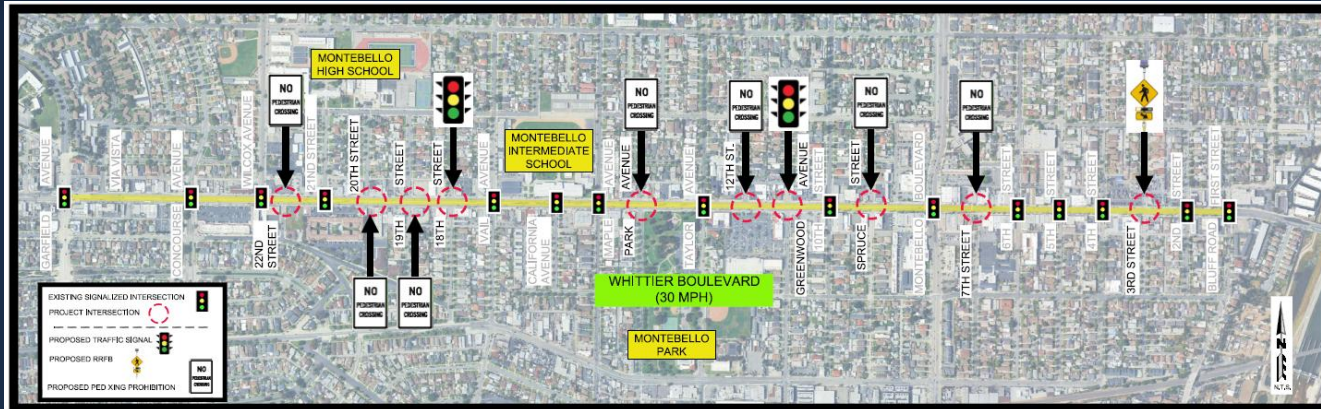 MONTEBELLO
HIGH SCHOOL
MONTEBELLO
INTERMEDIATE
SCHOOL
NO
PEDESTRIAN
CROSSING
NO
PEDESTRIAN
CROSSING
NO
PEDESTRIAN
CROSSING
NO
PEDESTRIAN
CROSSING
NO
PEDESTRIAN
CROSSING
GARFIELD
AVENUE
VIA VISTA
CONCOURSE
AVENUE
WILCOX AVENUE
22ND
STREET
21ND STREET
20TH STREET
19TH
STREET
18TH
STREET
VAIL
AVENUE
CALIFORNIA
AVENUE
MAPLE
AVENUE
PARK
AVENUE
TAYLOR
AVENUE
12TH ST.
GREENWOOD
AVENUE
10TH
STREET
SPRUCE
STREET
MONTEBELLO
BOULEVARD
7TH STREET
6TH
STREET
5TH
STREET
4TH
STREET
3RD STREET
2ND
STREET
BLUFF ROAD
FIRST STREET
NO
PEDESTRIAN
CROSSING
NO
PEDESTRIAN
CROSSING
WHITTIER BOULEVARD
(30 MPH)
MONTEBELLO
PARK
EXISTING SIGNALIZED INTERSECTION
PROJECT INTERSECTION
PROPOSED TRAFFIC SIGNAL
PROPOSED RRFB
PROPOSED PED XING PROHIBITION
NO
PEDESTRIAN
CROSSING
N
N.T.S.